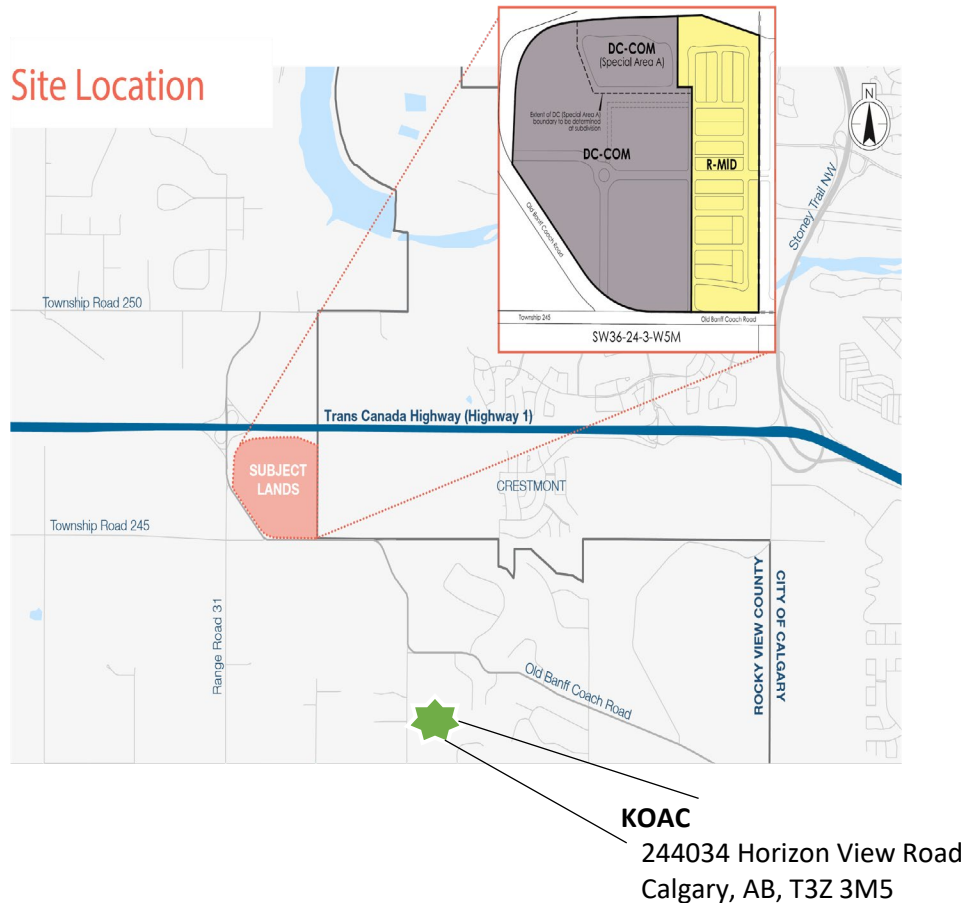 Site Location
DC-COM
(Special Area A)
Extent of DC (Special Area A)
boundary to be determined
at subdivision
DC-COM
R-MID
Old Banff Coach Road
Township 245
Old Banff Coach Road
SW36-24-3-W5M
N
Stoney Trail NW
Township Road 250
Trans Canada Highway (Highway 1)
SUBJECT
LANDS
CRESTMONT
Township Road 245
Range Road 31
ROCKY VIEW COUNTY
CITY OF CALGARY
Old Banff Coach Road
KOAC
244034 Horizon View Road
Calgary, AB, T3Z 3M5